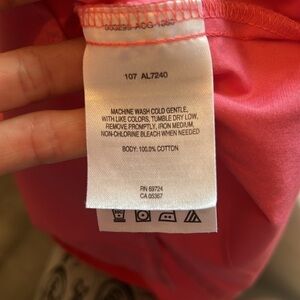 107 AL7240
MACHINE WASH COLD GENTLE,
WITH LIKE COLORS, TUMBLE DRY LOW,
REMOVE PROMPTLY, IRON MEDIUM,
NON-CHLORINE BLEACH WHEN NEEDED
BODY: 100.0% COTTON
RN 69724
CA 05367